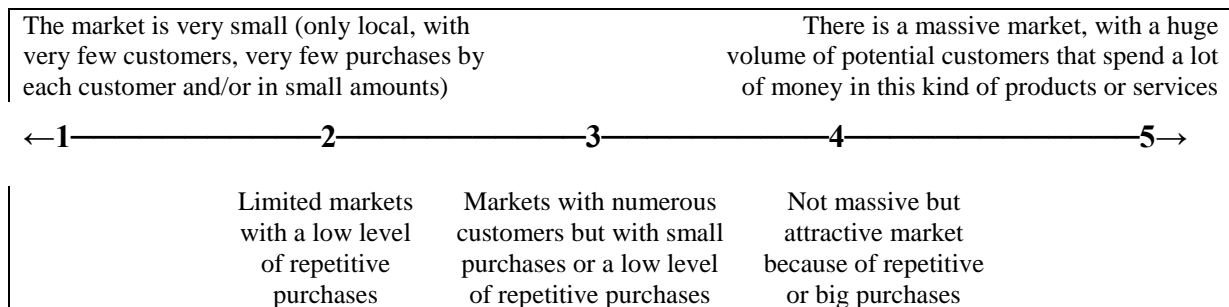 The market is very small (only local, with
very few customers, very few purchases by
each customer and/or in small amounts)
There is a massive market, with a huge
volume of potential customers that spend a lot
of money in this kind of products or services
←1 2 3 4 5→
Limited markets
with a low level
of repetitive
purchases
Markets with numerous
customers but with small
purchases or a low level
of repetitive purchases
Not massive but
attractive market
because of repetitive
or big purchases